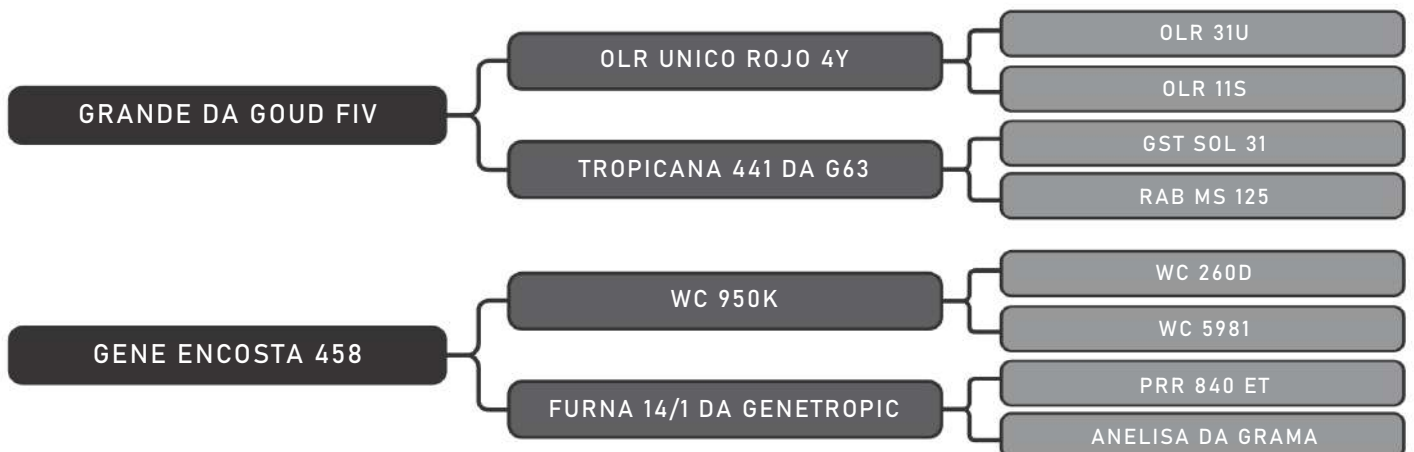 OLR 31U
OLR UNICO ROJO 4Y
OLR 11S
GRANDE DA GOUD FIV
GST SOL 31
TROPICANA 441 DA G63
RAB MS 125
WC 260D
WC 950K
WC 5981
GENE ENCOSTA 458
PRR 840 ET
FURNA 14/1 DA GENETROPIC
ANELISA DA GRAMA